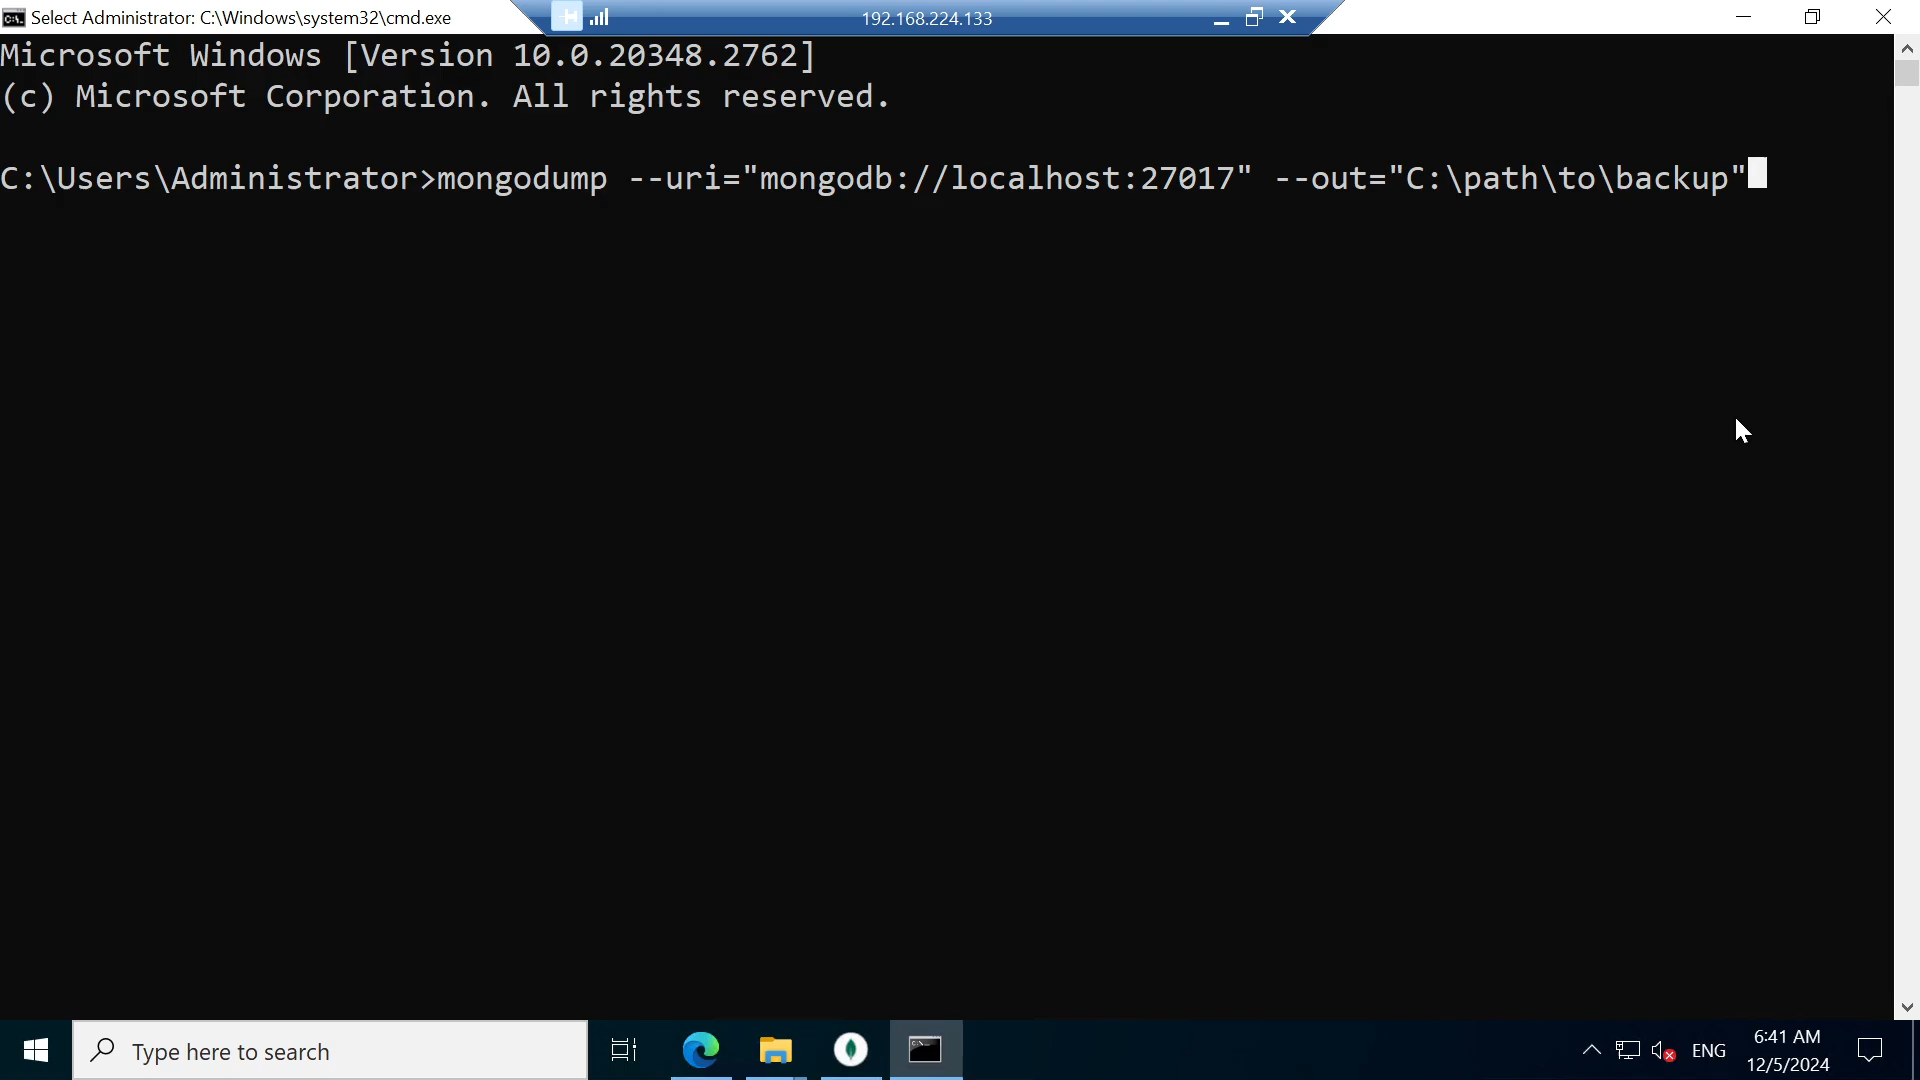 Select Administrator: C:\Windows\system32\cmd.exe
192.168.224.133
Microsoft Windows [Version 10.0.20348.2762]
(c) Microsoft Corporation. All rights reserved.
C:\Users\Administrator>mongodump --uri="mongodb://localhost:27017" --out="C:\path\to\backup"
Type here to search
ENG
6:41 AM
12/5/2024